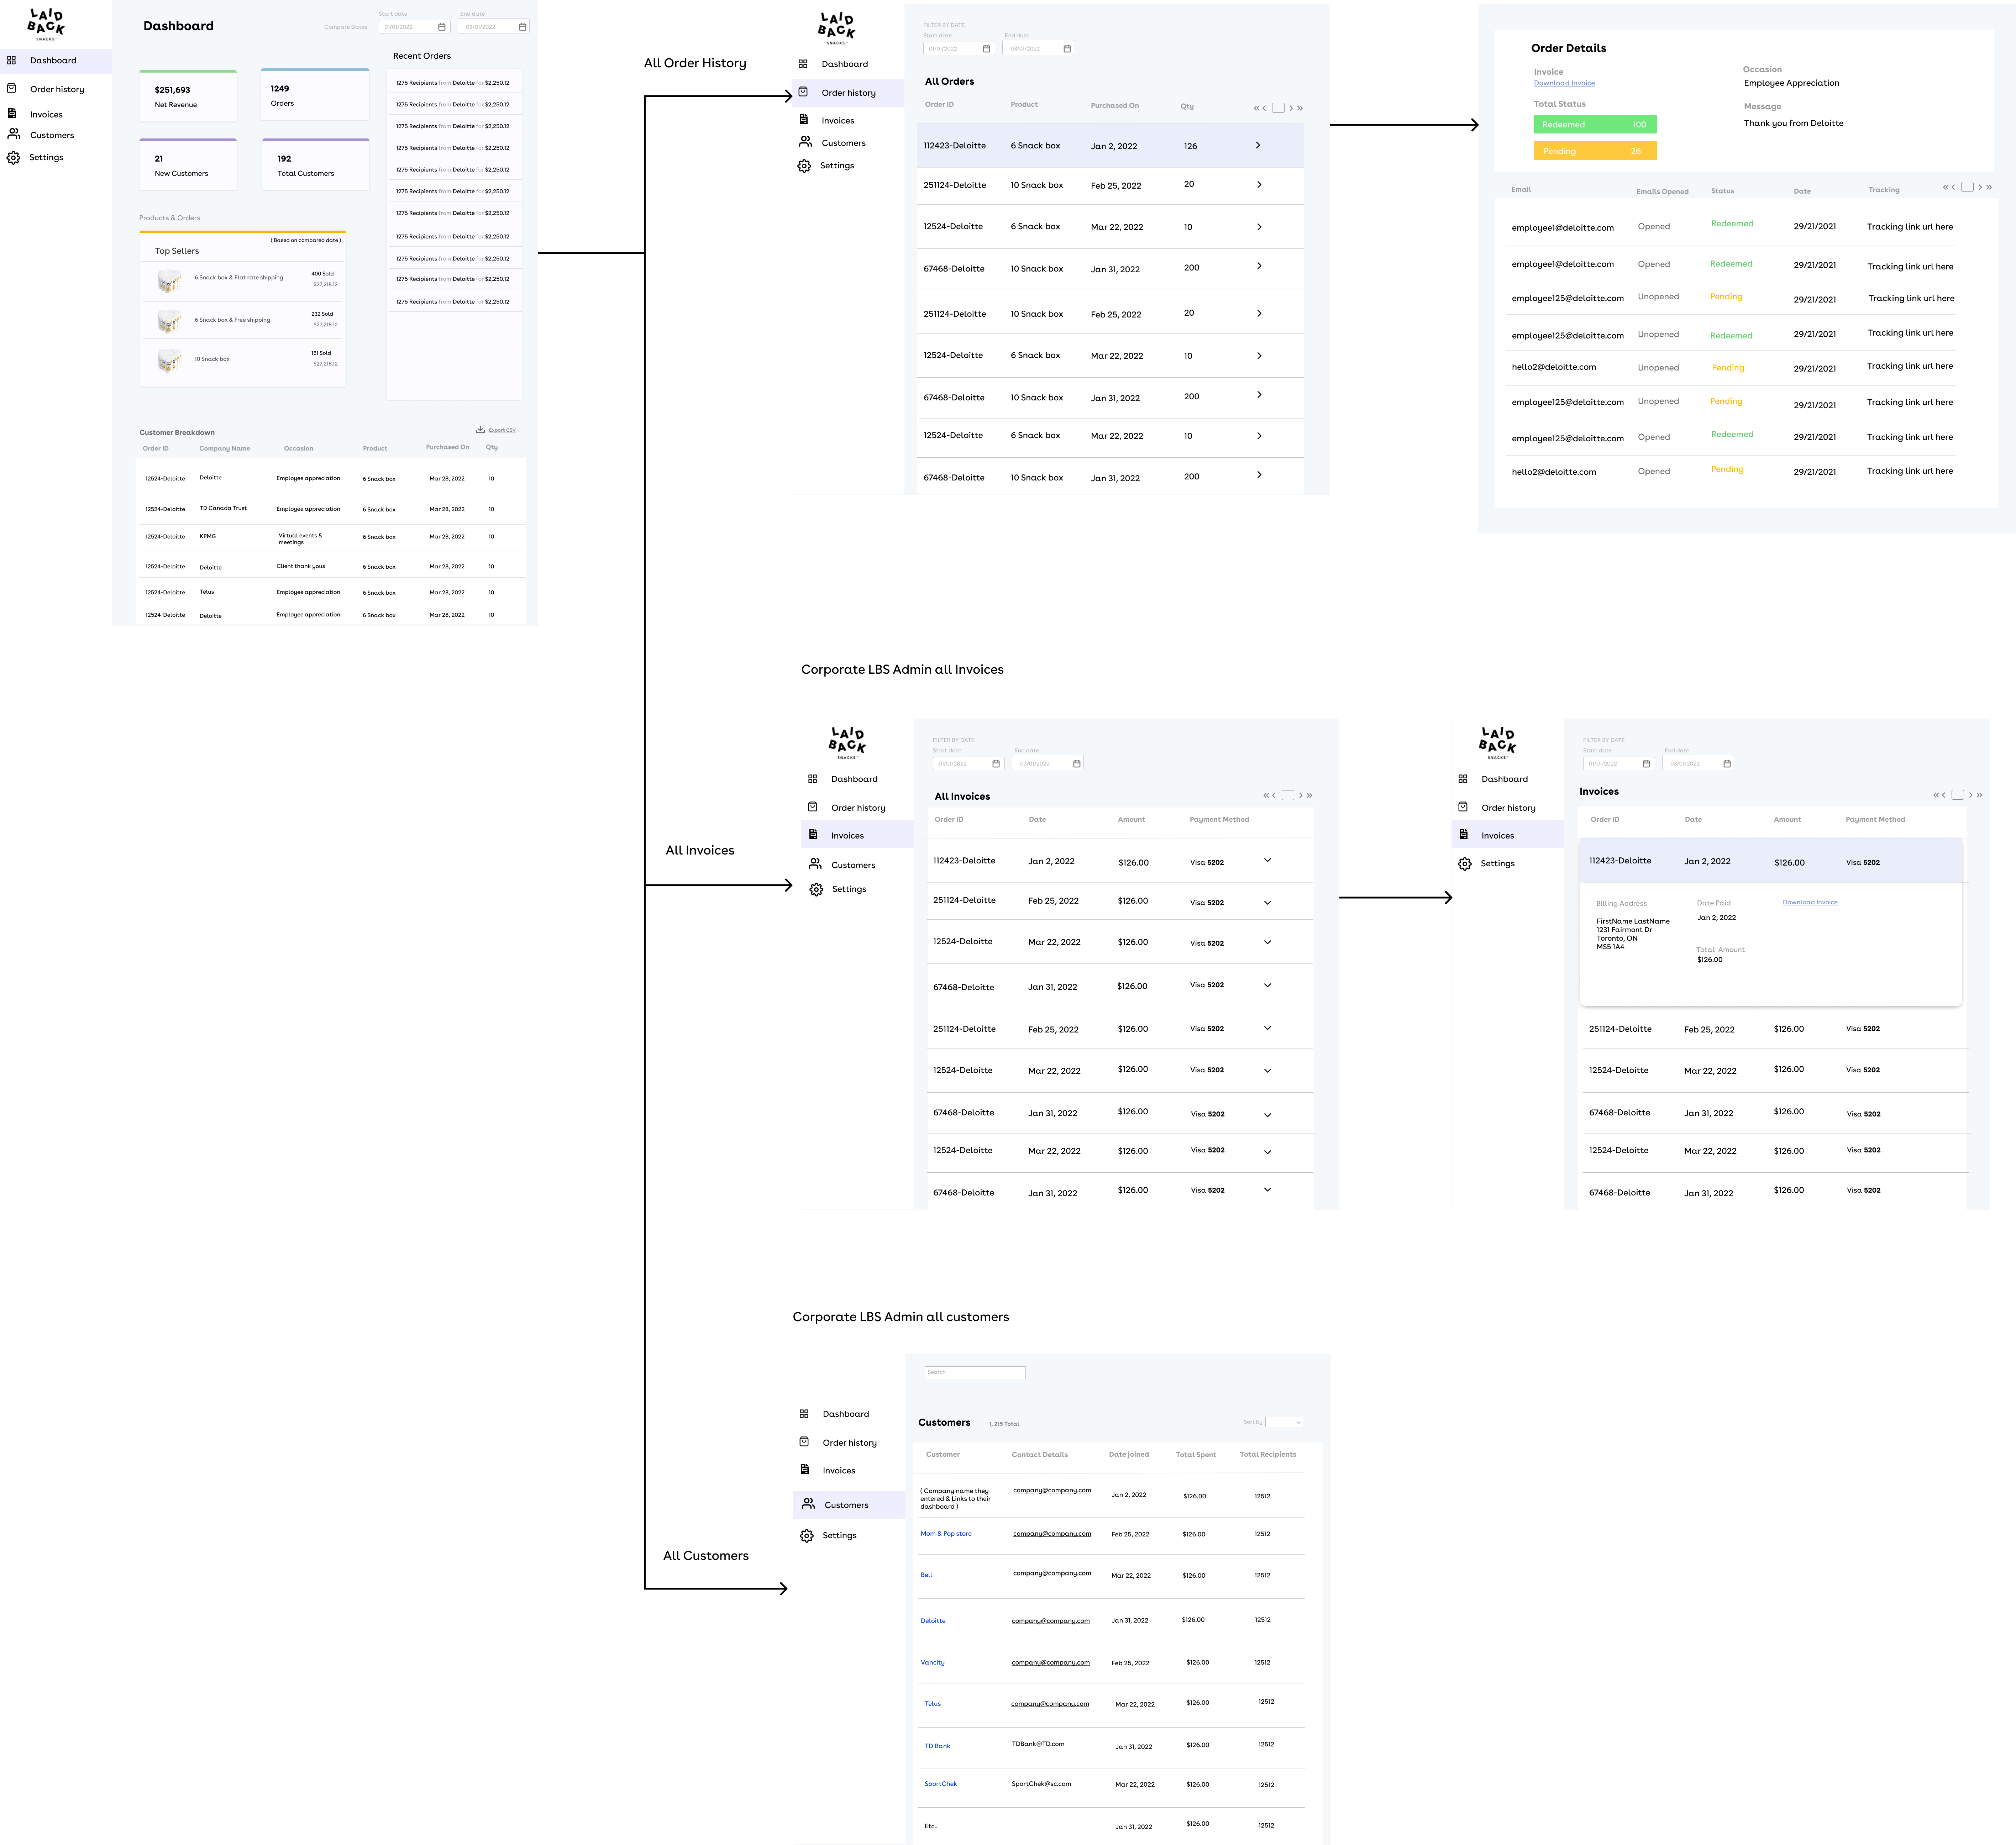 LAID
BACK
SNACKS
Dashboard
Order history
Invoices
Customers
Settings
Dashboard
Compare Dates
Start date
01/01/2022
End date
03/01/2022
$251,693
Net Revenue
1249
Orders
21
New Customers
192
Total Customers
Recent Orders
1275 Recipients from Deloitte for $2,250.12
1275 Recipients from Deloitte for $2,250.12
1275 Recipients from Deloitte for $2,250.12
1275 Recipients from Deloitte for $2,250.12
1275 Recipients from Deloitte for $2,250.12
1275 Recipients from Deloitte for $2,250.12
1275 Recipients from Deloitte for $2,250.12
1275 Recipients from Deloitte for $2,250.12
1275 Recipients from Deloitte for $2,250.12
1275 Recipients from Deloitte for $2,250.12
1275 Recipients from Deloitte for $2,250.12
Products & Orders
( Based on compared date )
Top Sellers
6 Snack box & Flat rate shipping
400 Sold
$27,218.12
6 Snack box & Free shipping
232 Sold
$27,218.12
10 Snack box
151 Sold
$27,218.12
Customer Breakdown
Export CSV
Order ID Company Name Occasion Product Purchased On Qty
12524-Deloitte Deloitte Employee appreciation 6 Snack box Mar 28, 2022 10
12524-Deloitte TD Canada Trust Employee appreciation 6 Snack box Mar 28, 2022 10
12524-Deloitte KPMG Virtual events & meetings 6 Snack box Mar 28, 2022 10
12524-Deloitte Deloitte Client thank yous 6 Snack box Mar 28, 2022 10
12524-Deloitte Telus Employee appreciation 6 Snack box Mar 28, 2022 10
12524-Deloitte Deloitte Employee appreciation 6 Snack box Mar 28, 2022 10
All Order History
LAID
BACK
SNACKS
Dashboard
Order history
Invoices
Customers
Settings
FILTER BY DATE
Start date
01/01/2022
End date
03/01/2022
All Orders
Order ID Product Purchased On Qty
112423-Deloitte 6 Snack box Jan 2, 2022 126
251124-Deloitte 10 Snack box Feb 25, 2022 20
12524-Deloitte 6 Snack box Mar 22, 2022 10
67468-Deloitte 10 Snack box Jan 31, 2022 200
251124-Deloitte 10 Snack box Feb 25, 2022 20
12524-Deloitte 6 Snack box Mar 22, 2022 10
67468-Deloitte 10 Snack box Jan 31, 2022 200
12524-Deloitte 6 Snack box Mar 22, 2022 10
67468-Deloitte 10 Snack box Jan 31, 2022 200
Order Details
Invoice
Download Invoice
Total Status
Redeemed 100
Pending 26
Occasion
Employee Appreciation
Message
Thank you from Deloitte
Email Emails Opened Status Date Tracking
employee1@deloitte.com Opened Redeemed 29/21/2021 Tracking link url here
employee1@deloitte.com Opened Redeemed 29/21/2021 Tracking link url here
employee125@deloitte.com Unopened Pending 29/21/2021 Tracking link url here
employee125@deloitte.com Unopened Redeemed 29/21/2021 Tracking link url here
hello2@deloitte.com Unopened Pending 29/21/2021 Tracking link url here
employee125@deloitte.com Unopened Pending 29/21/2021 Tracking link url here
employee125@deloitte.com Opened Redeemed 29/21/2021 Tracking link url here
hello2@deloitte.com Opened Pending 29/21/2021 Tracking link url here
Corporate LBS Admin all Invoices
All Invoices
LAID
BACK
SNACKS
Dashboard
Order history
Invoices
Customers
Settings
FILTER BY DATE
Start date
01/01/2022
End date
03/01/2022
All Invoices
Order ID Date Amount Payment Method
112423-Deloitte Jan 2, 2022 $126.00 Visa 5202
251124-Deloitte Feb 25, 2022 $126.00 Visa 5202
12524-Deloitte Mar 22, 2022 $126.00 Visa 5202
67468-Deloitte Jan 31, 2022 $126.00 Visa 5202
251124-Deloitte Feb 25, 2022 $126.00 Visa 5202
12524-Deloitte Mar 22, 2022 $126.00 Visa 5202
67468-Deloitte Jan 31, 2022 $126.00 Visa 5202
12524-Deloitte Mar 22, 2022 $126.00 Visa 5202
67468-Deloitte Jan 31, 2022 $126.00 Visa 5202
LAID
BACK
SNACKS
Dashboard
Order history
Invoices
Settings
FILTER BY DATE
Start date
01/01/2022
End date
03/01/2022
Invoices
Order ID Date Amount Payment Method
112423-Deloitte Jan 2, 2022 $126.00 Visa 5202
Billing Address
FirstName LastName
1231 Fairmont Dr
Toronto, ON
MS5 1A4
Date Paid
Jan 2, 2022
Total Amount
$126.00
Download Invoice
251124-Deloitte Feb 25, 2022 $126.00 Visa 5202
12524-Deloitte Mar 22, 2022 $126.00 Visa 5202
67468-Deloitte Jan 31, 2022 $126.00 Visa 5202
12524-Deloitte Mar 22, 2022 $126.00 Visa 5202
67468-Deloitte Jan 31, 2022 $126.00 Visa 5202
Corporate LBS Admin all customers
All Customers
Dashboard
Order history
Invoices
Customers
Settings
Search
Customers
1, 215 Total
Sort by
Customer Contact Details Date joined Total Spent Total Recipients
( Company name they
entered & Links to their
dashboard )
company@company.com Jan 2, 2022 $126.00 12512
Mom & Pop store company@company.com Feb 25, 2022 $126.00 12512
Bell company@company.com Mar 22, 2022 $126.00 12512
Deloitte company@company.com Jan 31, 2022 $126.00 12512
Vancity company@company.com Feb 25, 2022 $126.00 12512
Telus company@company.com Mar 22, 2022 $126.00 12512
TD Bank TDBank@TD.com Jan 31, 2022 $126.00 12512
SportChek SportChek@sc.com Mar 22, 2022 $126.00 12512
Etc.. Jan 31, 2022 $126.00 12512